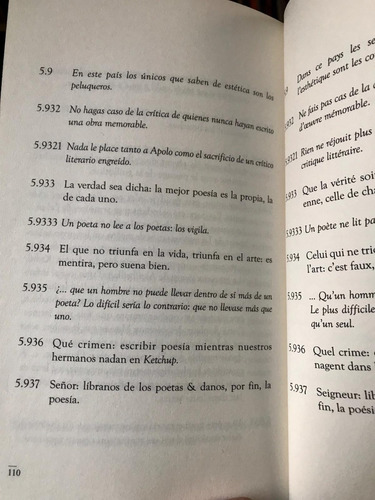 5.9 En este país los únicos que saben de estética son los
peluqueros.
5.932 No hagas caso de la crítica de quienes nunca hayan escrito
una obra memorable.
5.9321 Nada le place tanto a Apolo como el sacrificio de un crítico
literario engreído.
5.933 La verdad sea dicha: la mejor poesía es la propia, la
de cada uno.
5.9333 Un poeta no lee a los poetas: los vigila.
5.934 El que no triunfa en la vida, triunfa en el arte: es
mentira, pero suena bien.
5.935 ¿... que un hombre no puede llevar dentro de sí más de un
poeta? Lo difícil sería lo contrario: que no llevase más que
uno.
5.936 Qué crimen: escribir poesía mientras nuestros
hermanos nadan en Ketchup.
5.937 Señor: líbranos de los poetas & danos, por fin, la
poesía.
110
Dans ce pays les se
l'esthétique sont les co
5.932 Ne fais pas cas de la c
d'œuvre mémorable.
5.9321 Rien ne réjouit plus
critique littéraire.
5.933 Que la vérité soi
enne, celle de cha
5.9333 Un poète ne lit pa
5.934 Celui qui ne trie
l'art: c'est faux,
5.935 ... Qu'un homm
Le plus difficile
qu'un seul.
5.936 Quel crime:
nagent dans
5.937 Seigneur: lib
fin, la poési